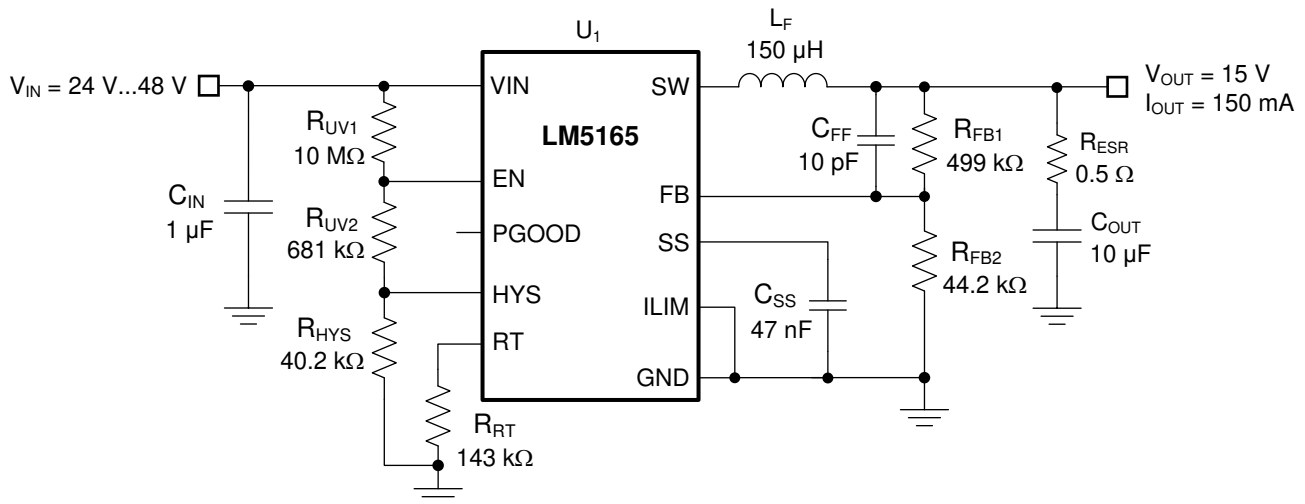 U1
LF
150 µH
VIN = 24 V...48 V
VIN
SW
VOUT = 15 V
IOUT = 150 mA
LM5165
RUV1
10 MΩ
CFF
10 pF
RFB1
499 kΩ
RESR
0.5 Ω
EN
FB
CIN
1 µF
RUV2
681 kΩ
PGOOD
SS
RFB2
44.2 kΩ
COUT
10 µF
HYS
ILIM
CSS
47 nF
RHYS
40.2 kΩ
RT
GND
RRT
143 kΩ